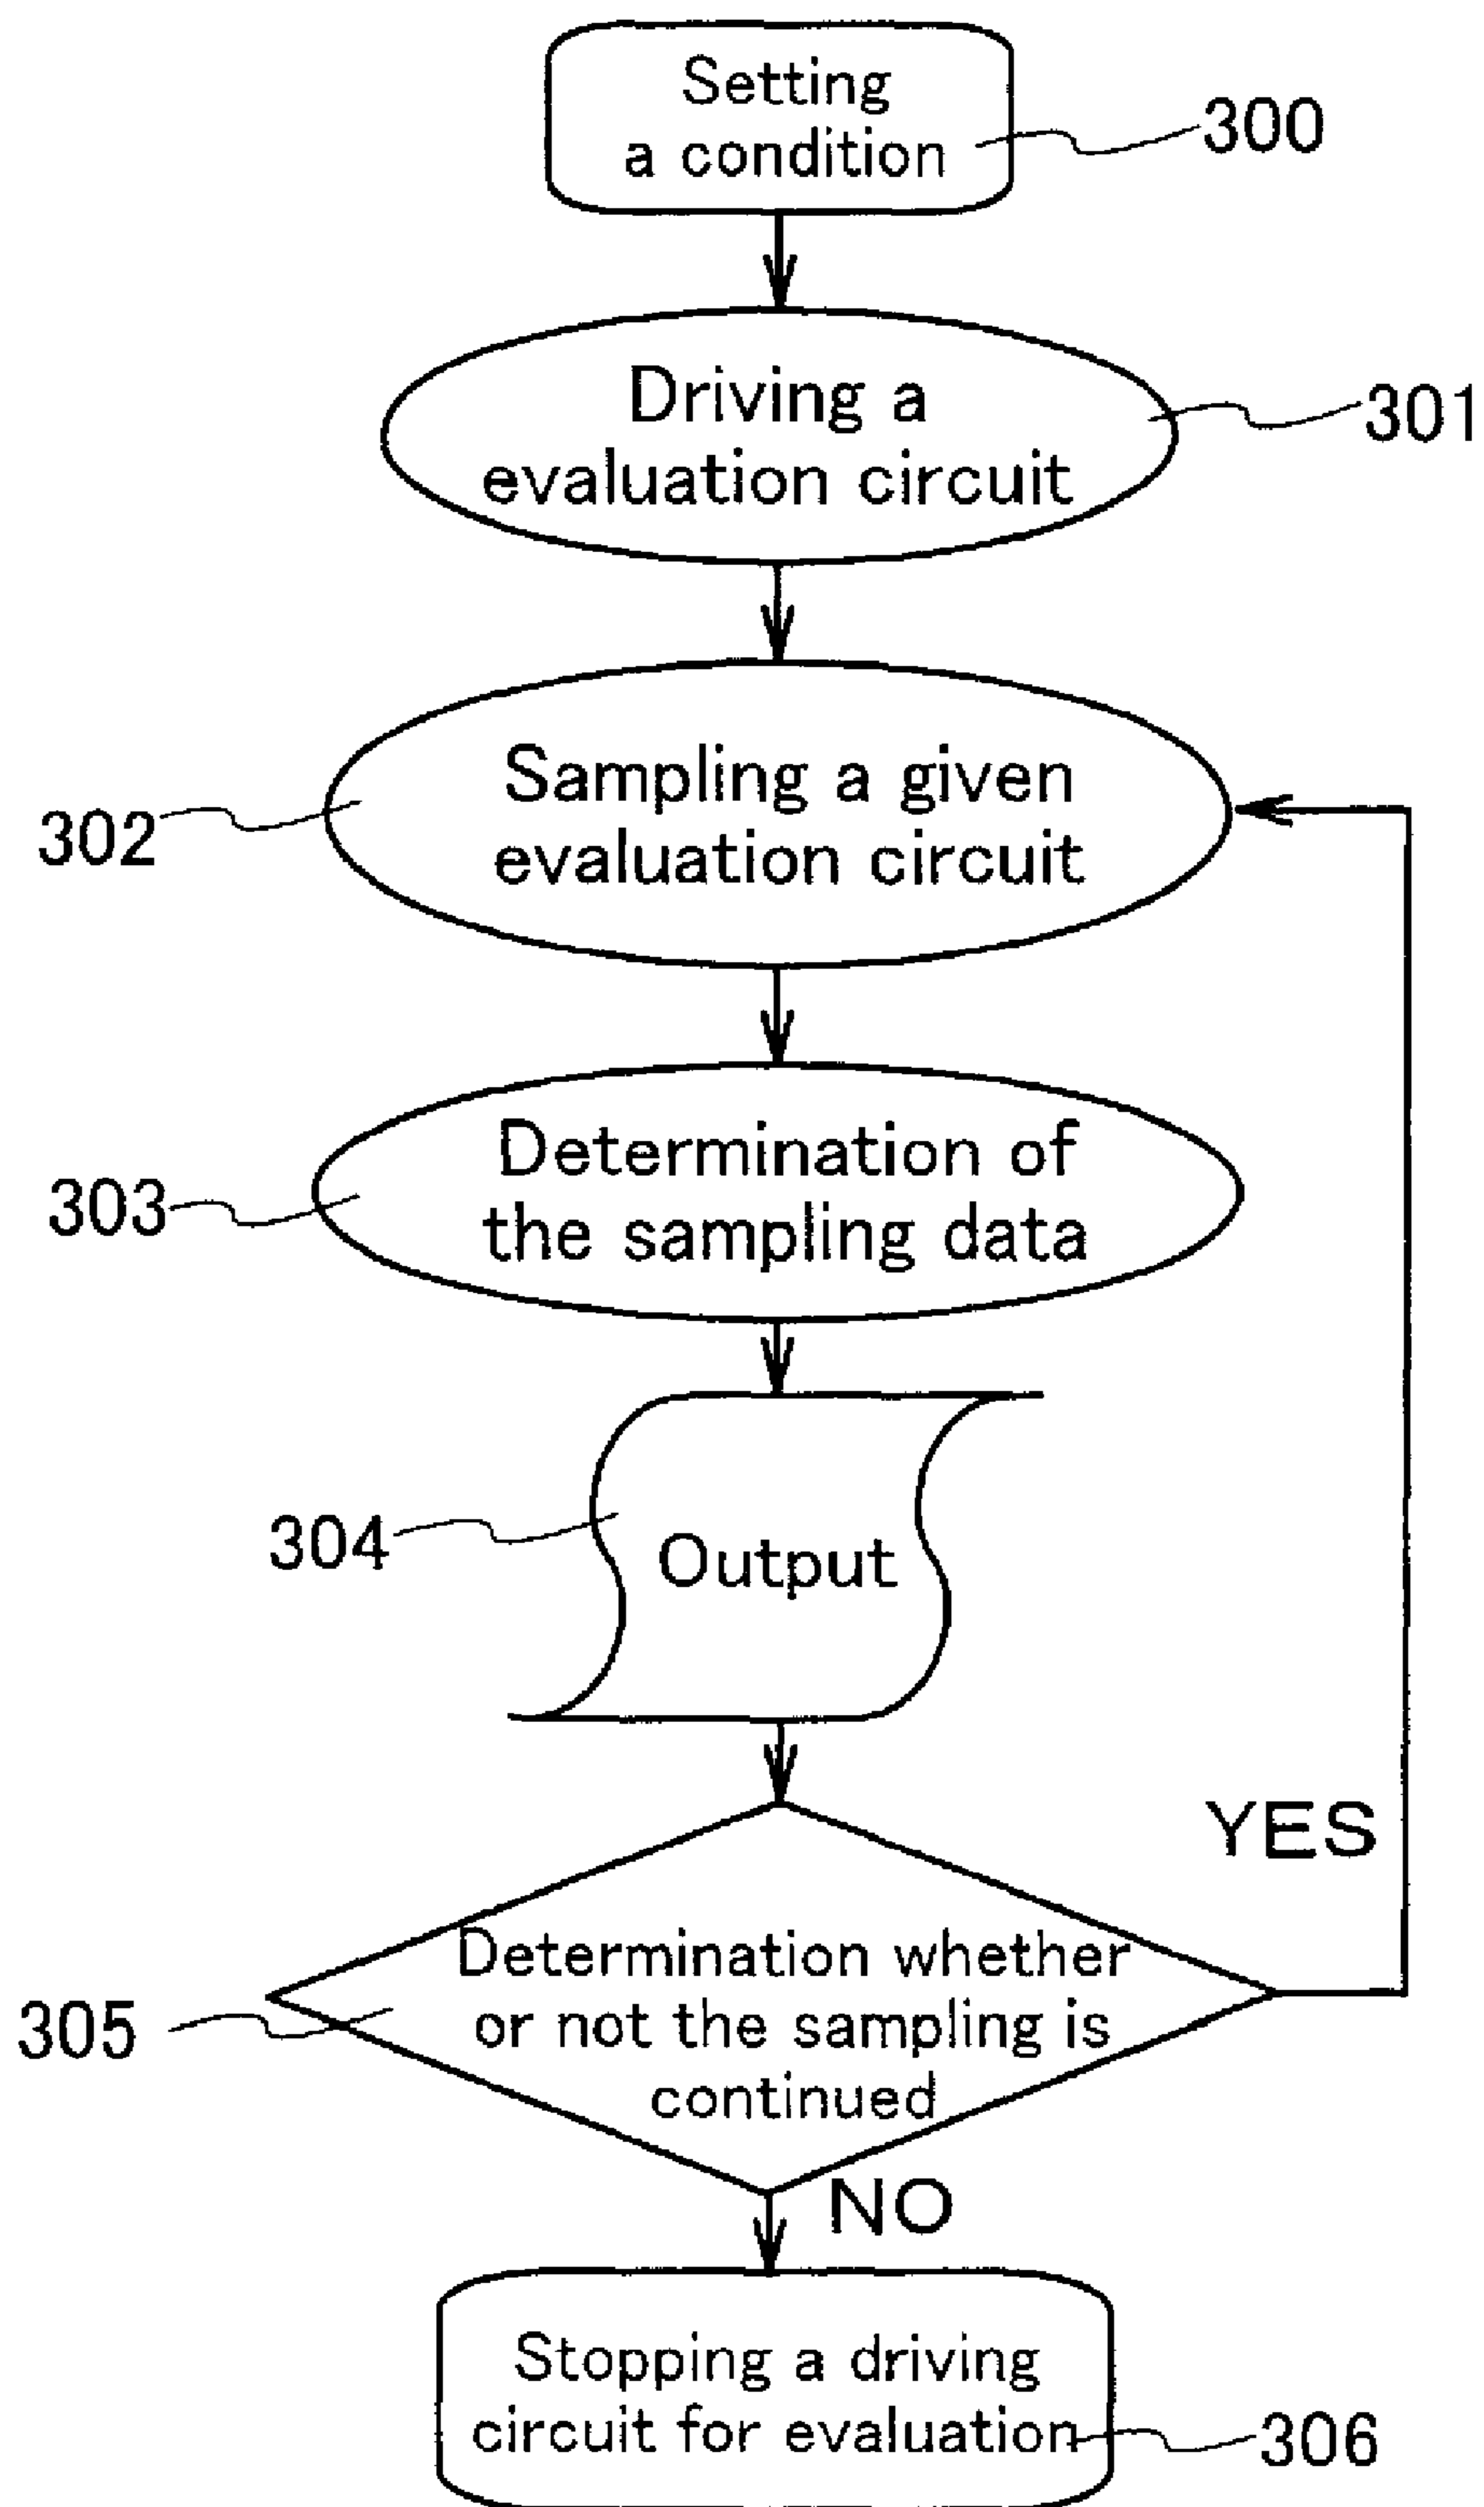 Setting
a condition
300
Driving a
evaluation circuit
301
Sampling a given
evaluation circuit
302
Determination of
the sampling data
303
Output
304
YES
Determination whether
or not the sampling is
continued
305
NO
Stopping a driving
circuit for evaluation
306